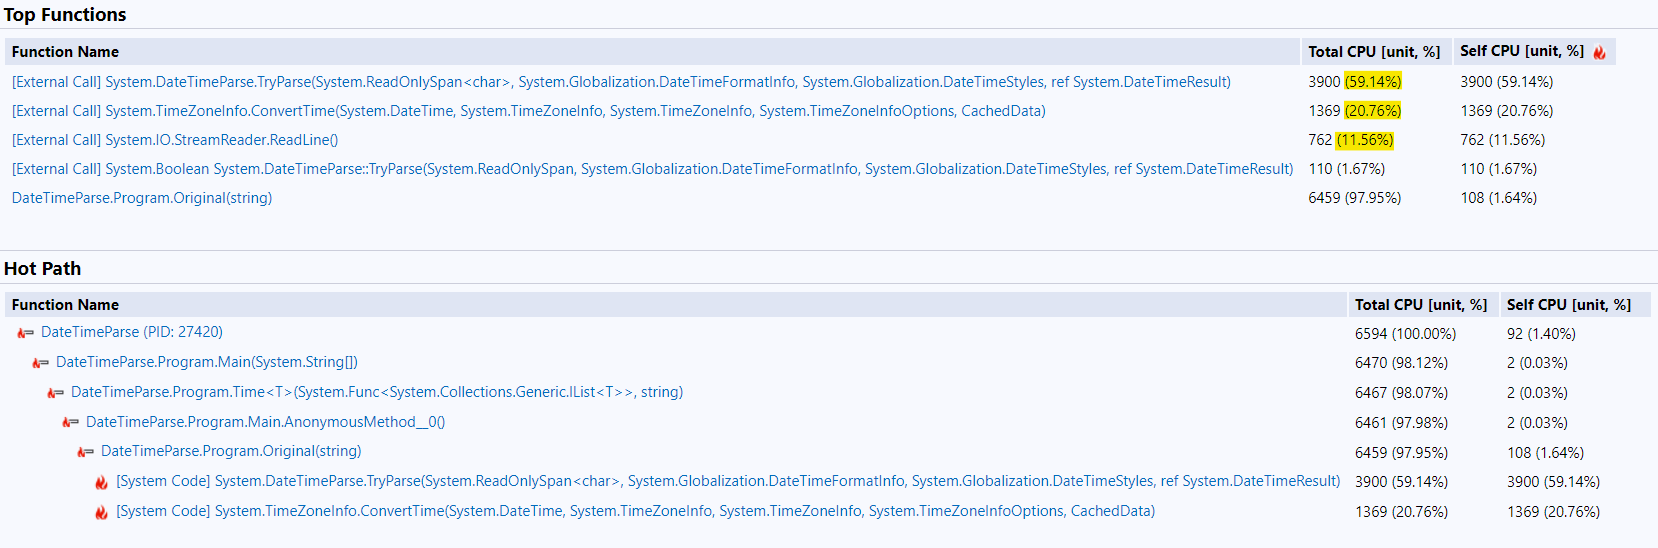 Top Functions
Function Name Total CPU [unit, %] Self CPU [unit, %]
[External Call] System.DateTimeParse.TryParse(System.ReadOnlySpan<char>, System.Globalization.DateTimeFormatInfo, System.Globalization.DateTimeStyles, ref System.DateTimeResult) 3900 (59.14%) 3900 (59.14%)
[External Call] System.TimeZoneInfo.ConvertTime(System.DateTime, System.TimeZoneInfo, System.TimeZoneInfo, System.TimeZoneInfoOptions, CachedData) 1369 (20.76%) 1369 (20.76%)
[External Call] System.IO.StreamReader.ReadLine() 762 (11.56%) 762 (11.56%)
[External Call] System.Boolean System.DateTimeParse::TryParse(System.ReadOnlySpan, System.Globalization.DateTimeFormatInfo, System.Globalization.DateTimeStyles, ref System.DateTimeResult) 110 (1.67%) 110 (1.67%)
DateTimeParse.Program.Original(string) 6459 (97.95%) 108 (1.64%)
Hot Path
Function Name Total CPU [unit, %] Self CPU [unit, %]
DateTimeParse (PID: 27420) 6594 (100.00%) 92 (1.40%)
DateTimeParse.Program.Main(System.String[]) 6470 (98.12%) 2 (0.03%)
DateTimeParse.Program.Time<T>(System.Func<System.Collections.Generic.IList<T>>, string) 6467 (98.07%) 2 (0.03%)
DateTimeParse.Program.Main.AnonymousMethod__0() 6461 (97.98%) 2 (0.03%)
DateTimeParse.Program.Original(string) 6459 (97.95%) 108 (1.64%)
[System Code] System.DateTimeParse.TryParse(System.ReadOnlySpan<char>, System.Globalization.DateTimeFormatInfo, System.Globalization.DateTimeStyles, ref System.DateTimeResult) 3900 (59.14%) 3900 (59.14%)
[System Code] System.TimeZoneInfo.ConvertTime(System.DateTime, System.TimeZoneInfo, System.TimeZoneInfo, System.TimeZoneInfoOptions, CachedData) 1369 (20.76%) 1369 (20.76%)